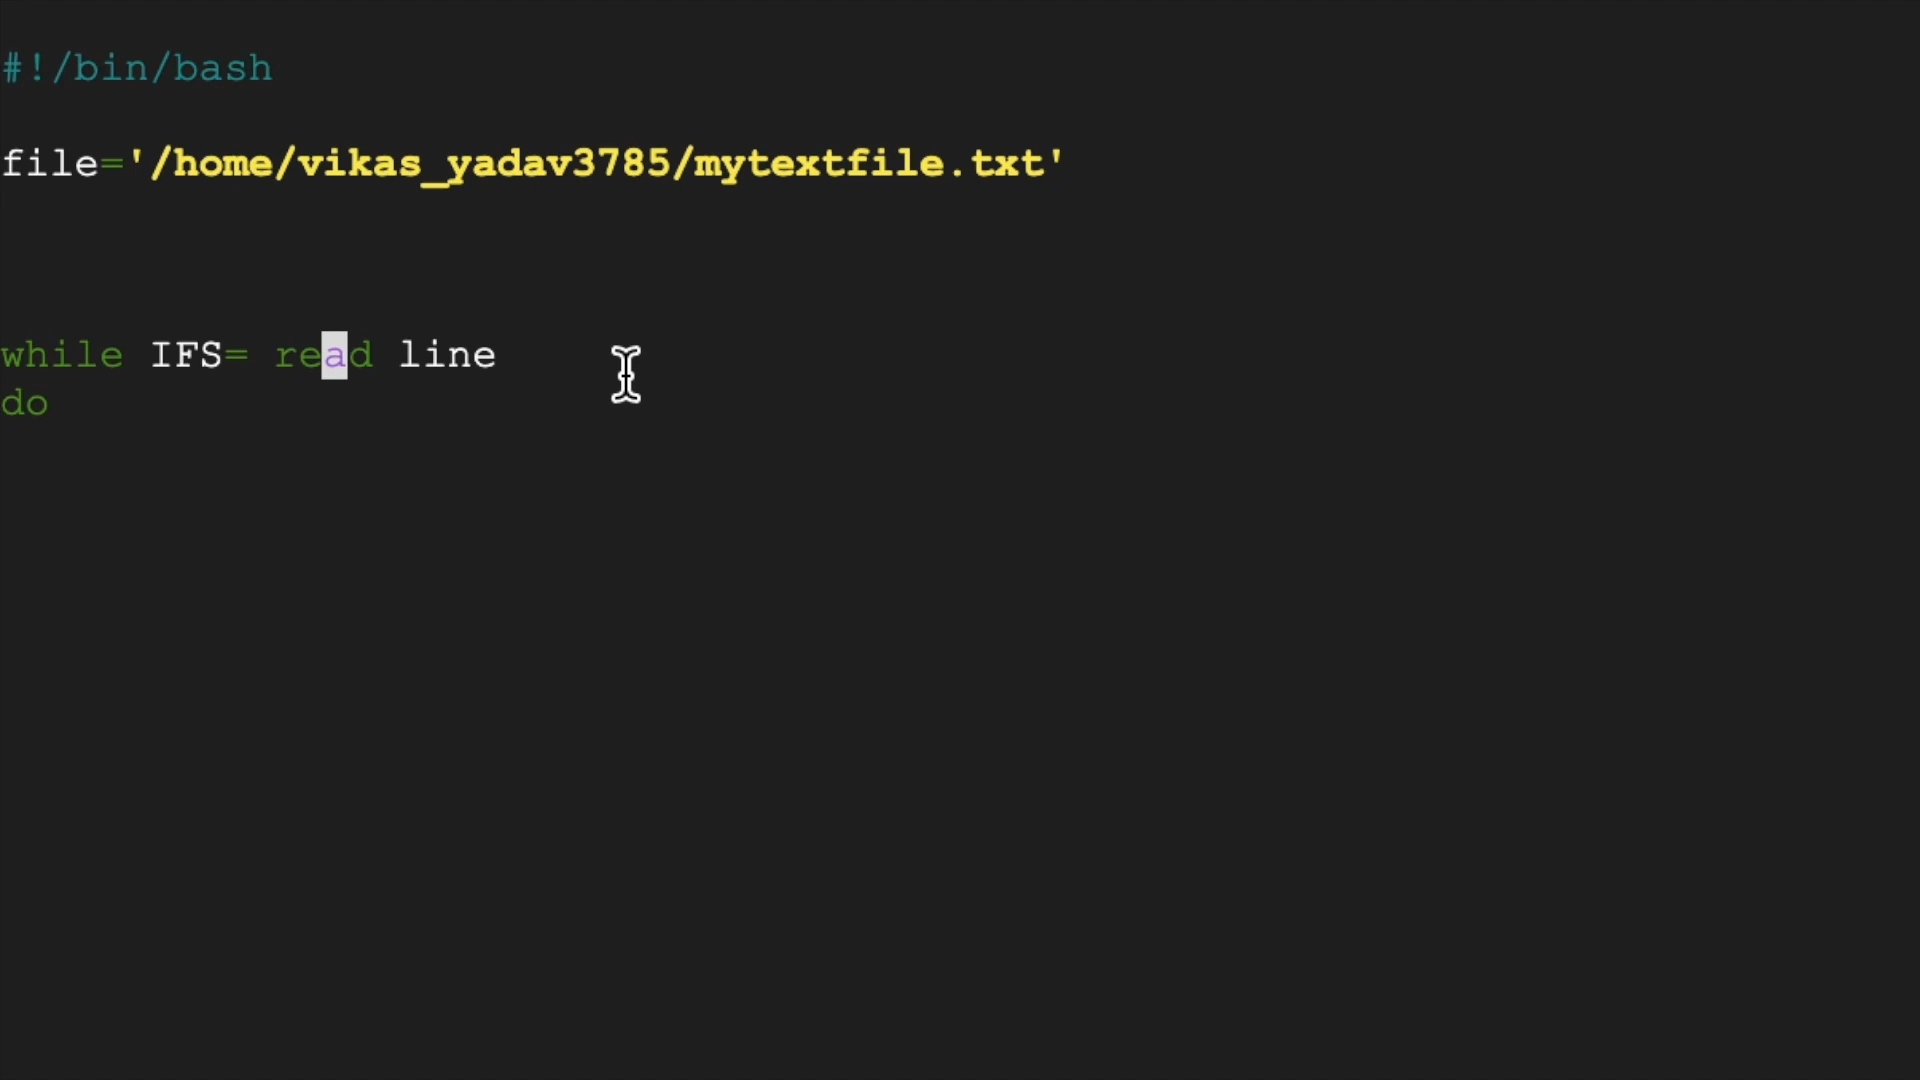 #!/bin/bash
file='/home/vikas_yadav3785/mytextfile.txt'
while IFS= read line
do